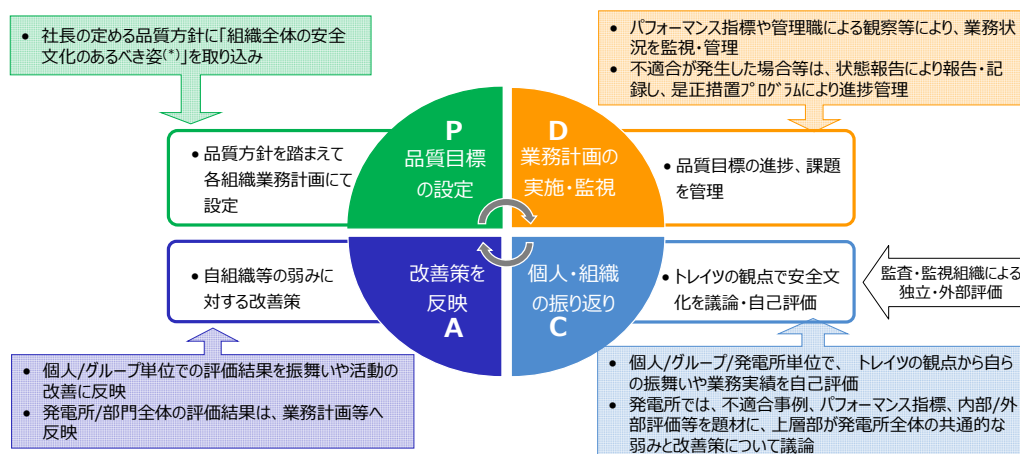 ● 社長の定める品質方針に「組織全体の安全
文化のあるべき姿(*)」を取り込み
● パフォーマンス指標や管理職による観察等により、業務状
況を監視・管理
● 不適合が発生した場合等は、状態報告により報告・記
録し、是正措置プログラムにより進捗管理
● 品質方針を踏まえて
各組織業務計画にて
設定
P
品質目標
の設定
D
業務計画の
実施・監視
● 品質目標の進捗、課題
を管理
● 自組織等の弱みに
対する改善策
改善策を
反映
A
個人・組織
の振り返り
C
● トレイツの観点で安全文
化を議論・自己評価
監査・監視組織による
独立・外部評価
● 個人/グループ単位での評価結果を振舞いや活動の
改善に反映
● 発電所/部門全体の評価結果は、業務計画等へ
反映
● 個人/グループ/発電所単位で、 トレイツの観点から自ら
の振舞いや業務実績を自己評価
● 発電所では、不適合事例、パフォーマンス指標、内部/外
部評価等を題材に、上層部が発電所全体の共通的な
弱みと改善策について議論